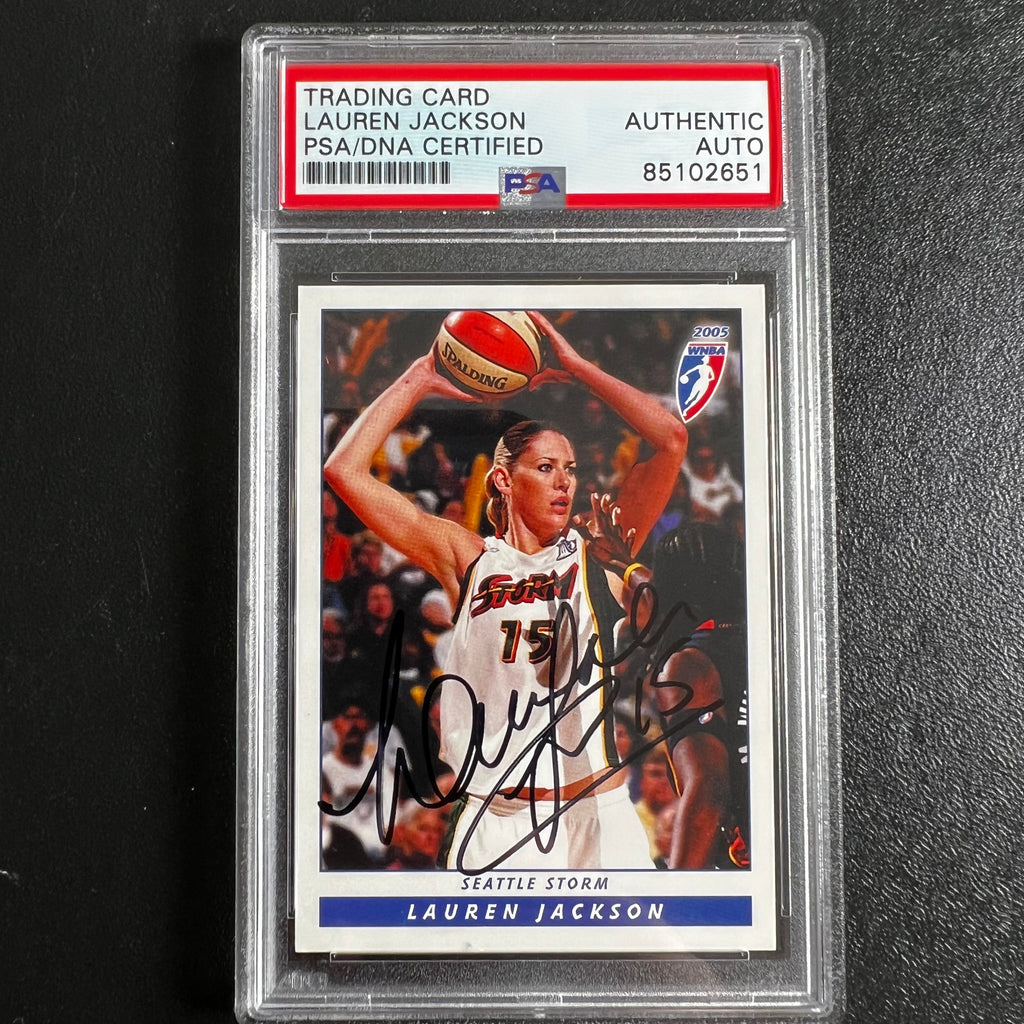 TRADING CARD
LAUREN JACKSON
PSA/DNA CERTIFIED
AUTHENTIC
AUTO
85102651
PSA
2005
WNBA
SPALDING
STORM
15
15
SEATTLE STORM
LAUREN JACKSON